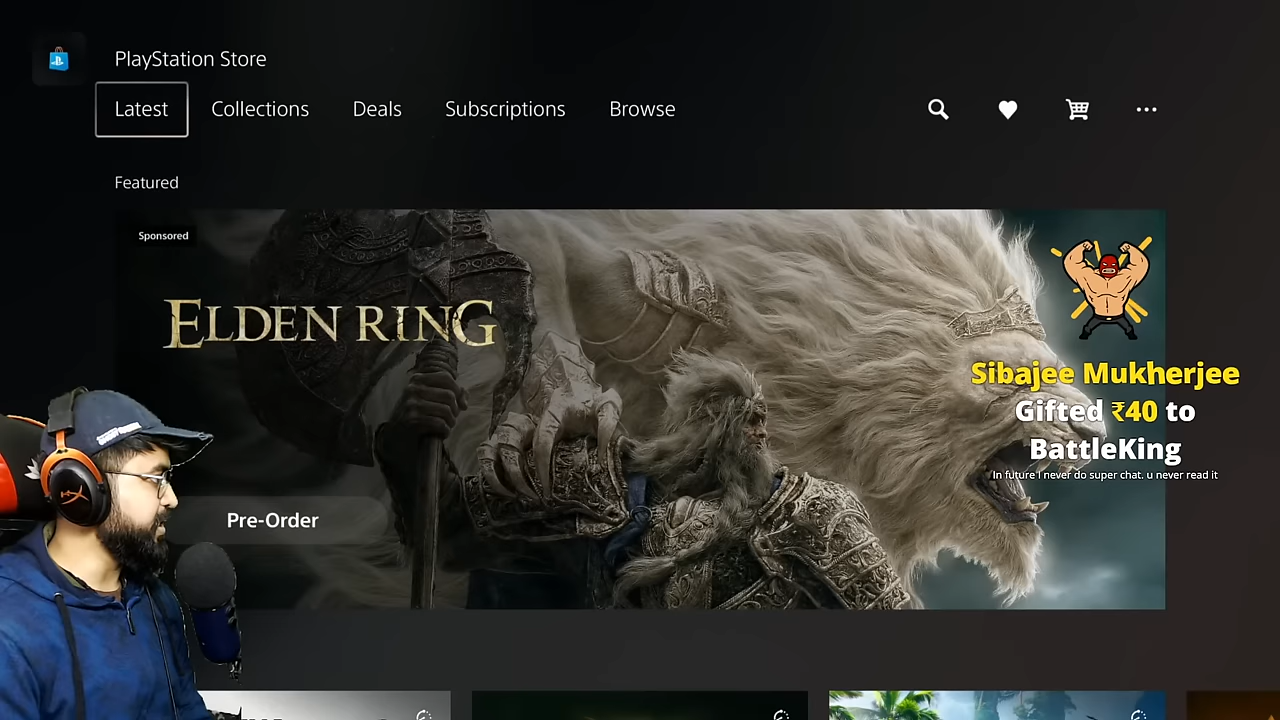 PlayStation Store
Latest
Collections
Deals
Subscriptions
Browse
Featured
Sponsored
ELDEN RING
Sibajee Mukherjee
Gifted ₹40 to
BattleKing
In future I never do super chat. u never read it
Pre-Order